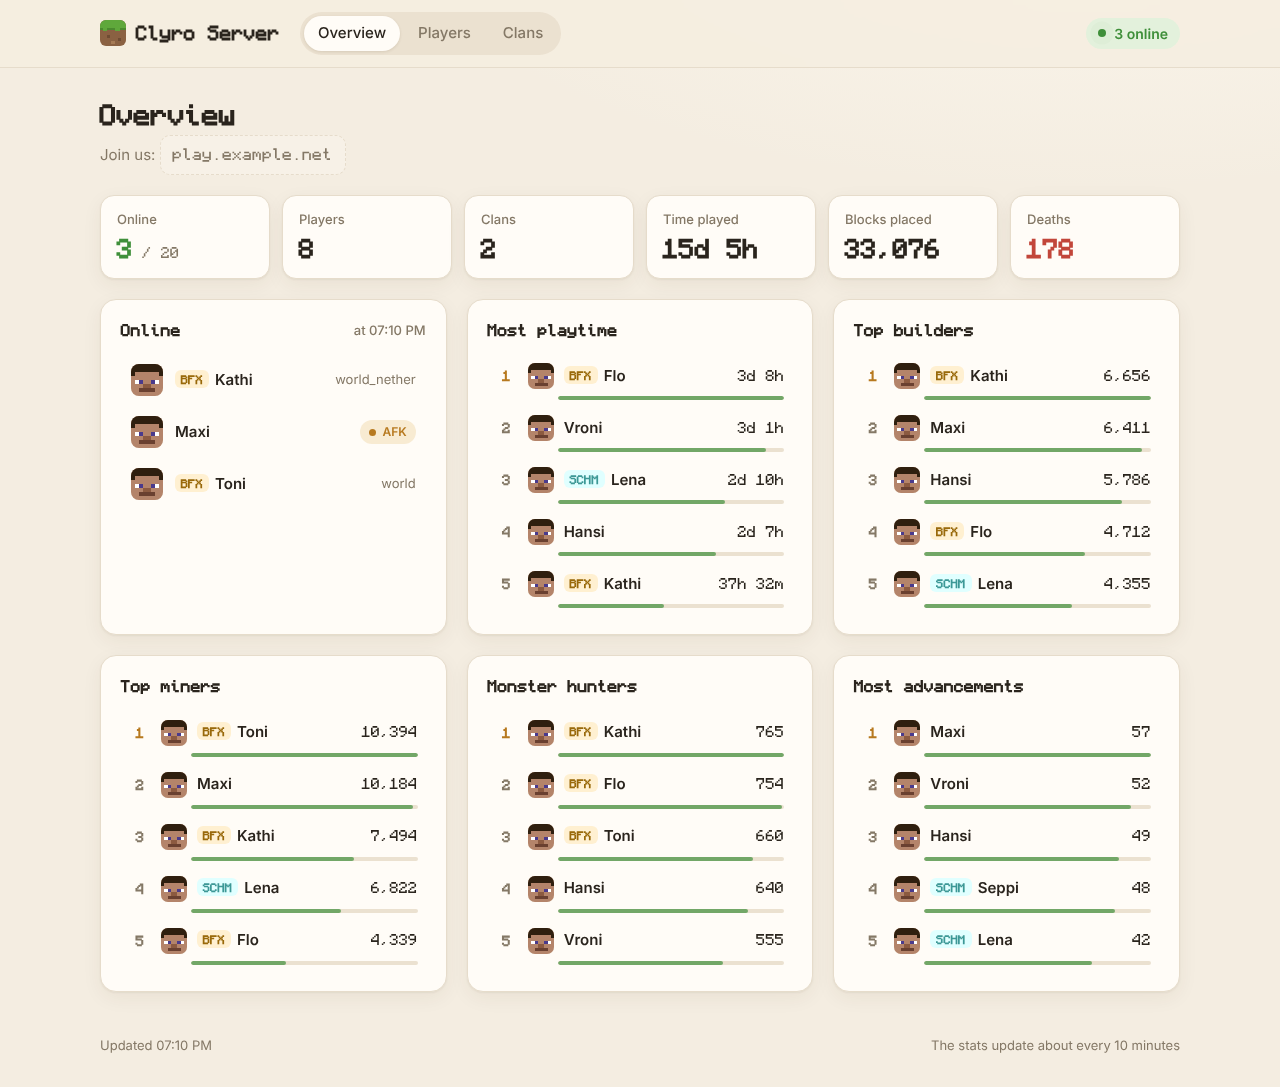 Clyro Server
Overview
Players
Clans
3 online
Overview
Join us: play.example.net
Online
3 / 20
Players
8
Clans
2
Time played
15d 5h
Blocks placed
33,076
Deaths
178
Online
at 07:10 PM
BFX Kathi world_nether
Maxi AFK
BFX Toni world
Most playtime
1 BFX Flo 3d 8h
2 Vroni 3d 1h
3 SCHM Lena 2d 10h
4 Hansi 2d 7h
5 BFX Kathi 37h 32m
Top builders
1 BFX Kathi 6,656
2 Maxi 6,411
3 Hansi 5,786
4 BFX Flo 4,712
5 SCHM Lena 4,355
Top miners
1 BFX Toni 10,394
2 Maxi 10,184
3 BFX Kathi 7,494
4 SCHM Lena 6,822
5 BFX Flo 4,339
Monster hunters
1 BFX Kathi 765
2 BFX Flo 754
3 BFX Toni 660
4 Hansi 640
5 Vroni 555
Most advancements
1 Maxi 57
2 Vroni 52
3 Hansi 49
4 SCHM Seppi 48
5 SCHM Lena 42
Updated 07:10 PM
The stats update about every 10 minutes